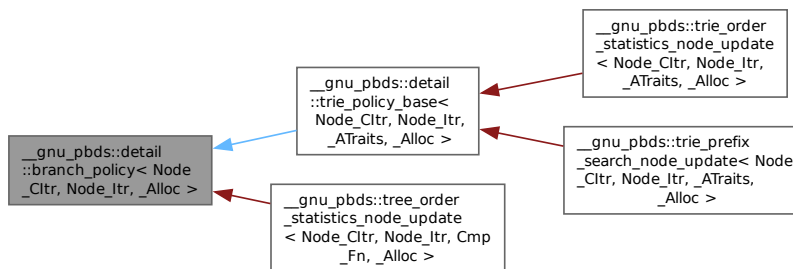 __gnu_pbds::detail
::branch_policy< Node
_CItr, Node_Itr, _Alloc >
__gnu_pbds::detail
::trie_policy_base<
Node_CItr, Node_Itr,
_ATraits, _Alloc >
__gnu_pbds::tree_order
_statistics_node_update
< Node_CItr, Node_Itr, Cmp
_Fn, _Alloc >
__gnu_pbds::trie_order
_statistics_node_update
< Node_CItr, Node_Itr,
_ATraits, _Alloc >
__gnu_pbds::trie_prefix
_search_node_update< Node
_CItr, Node_Itr, _ATraits,
_Alloc >